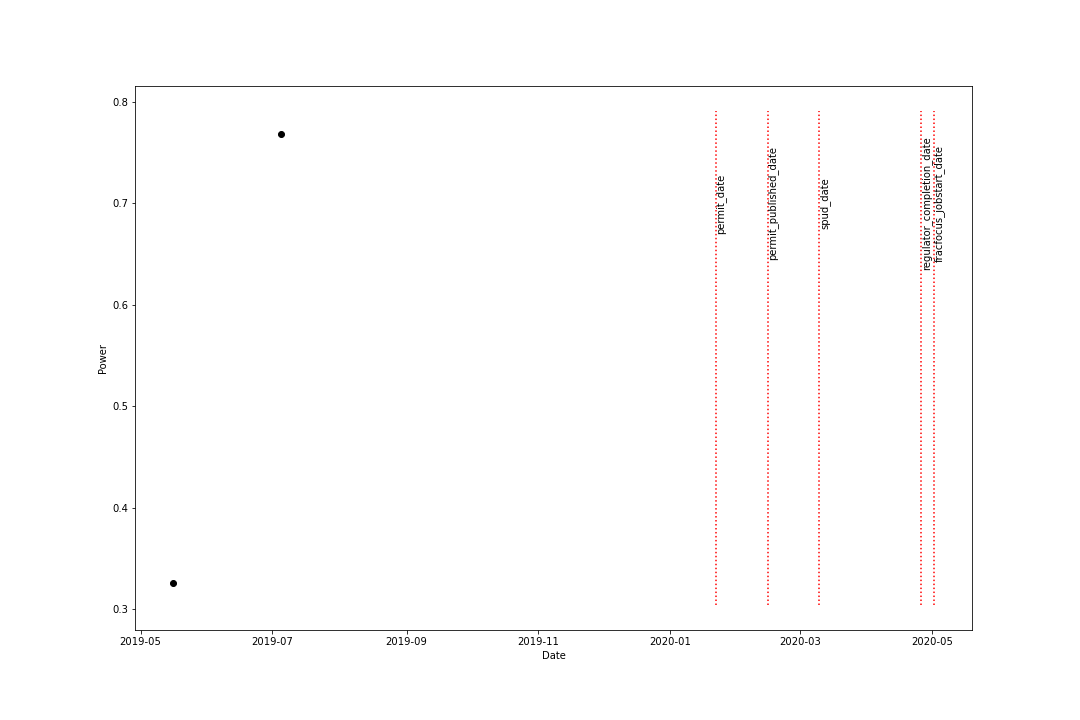 0.8
0.7
0.6
0.5
0.4
0.3
Power
permit_date
permit_published_date
spud_date
regulator_completion_date
fracfocus_jobstart_date
2019-05 2019-07 2019-09 2019-11 2020-01 2020-03 2020-05
Date